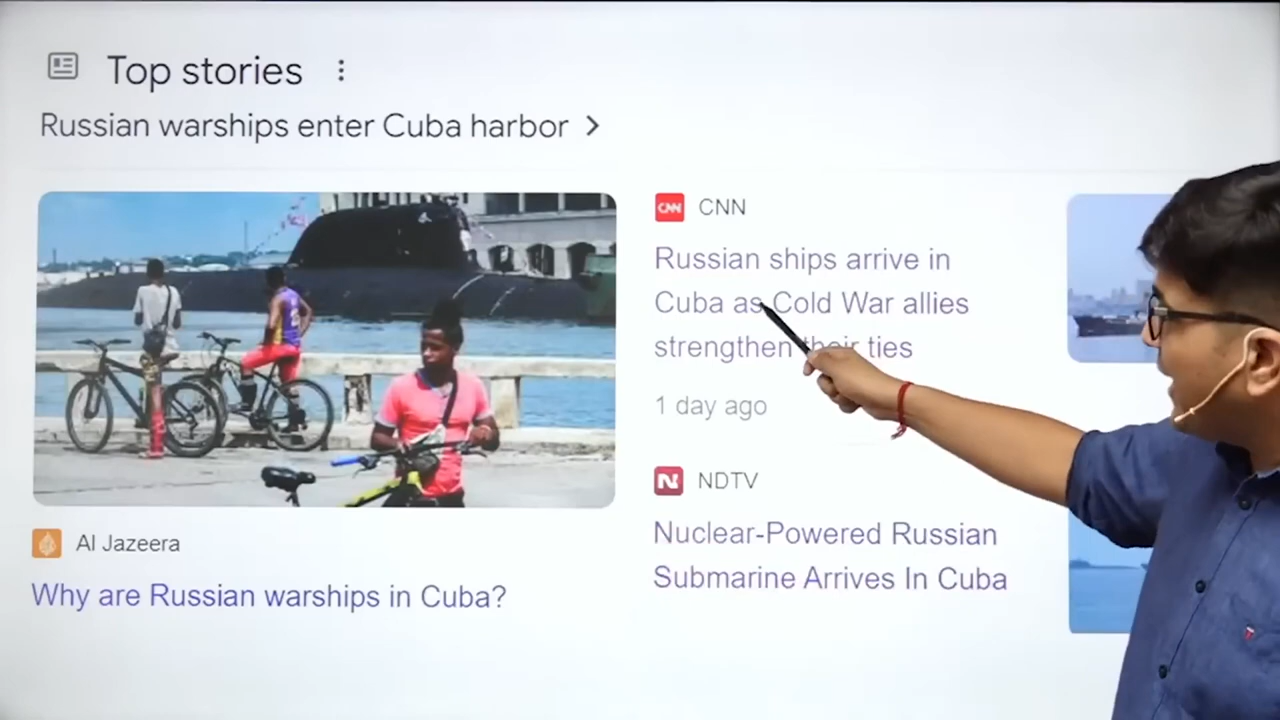 Top stories
Russian warships enter Cuba harbor
CNN
CNN
Russian ships arrive in
Cuba as Cold War allies
strengthen their ties
1 day ago
N
NDTV
Nuclear-Powered Russian
Submarine Arrives In Cuba
Al Jazeera
Why are Russian warships in Cuba?